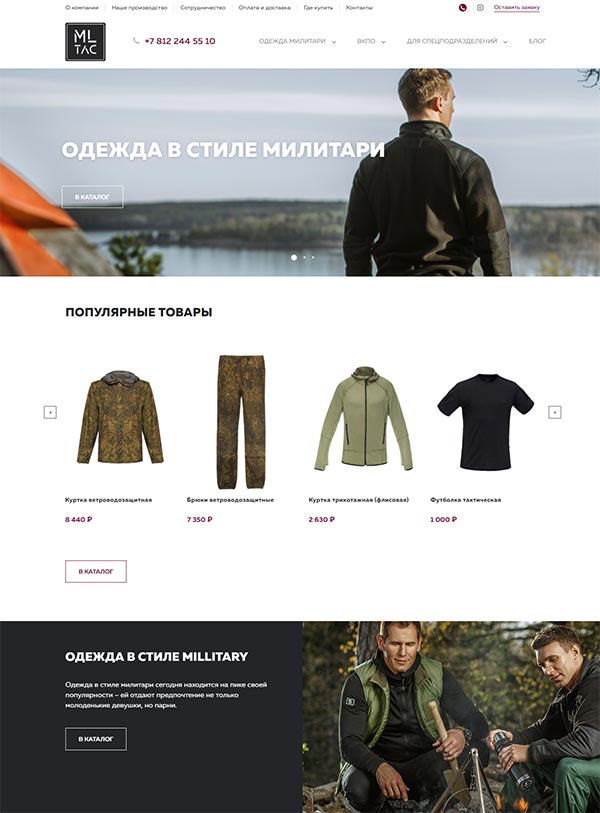 О компании
Наше производство
Сотрудничество
Оплата и доставка
Где купить
Контакты
Оставить заявку
ML
TAC
+7 812 244 55 10
ОДЕЖДА МИЛИТАРИ
ВКПО
ДЛЯ СПЕЦПОДРАЗДЕЛЕНИЙ
БЛОГ
ОДЕЖДА В СТИЛЕ МИЛИТАРИ
В КАТАЛОГ
ПОПУЛЯРНЫЕ ТОВАРЫ
Куртка ветроводозащитная
8 440 ₽
Брюки ветроводозащитные
7 350 ₽
Куртка трикотажная (флисовая)
2 630 ₽
Футболка тактическая
1 000 ₽
В КАТАЛОГ
ОДЕЖДА В СТИЛЕ MILLITARY
Одежда в стиле милитари сегодня находится на пике своей
популярности – ей отдают предпочтение не только
молоденькие девушки, но парни.
В КАТАЛОГ